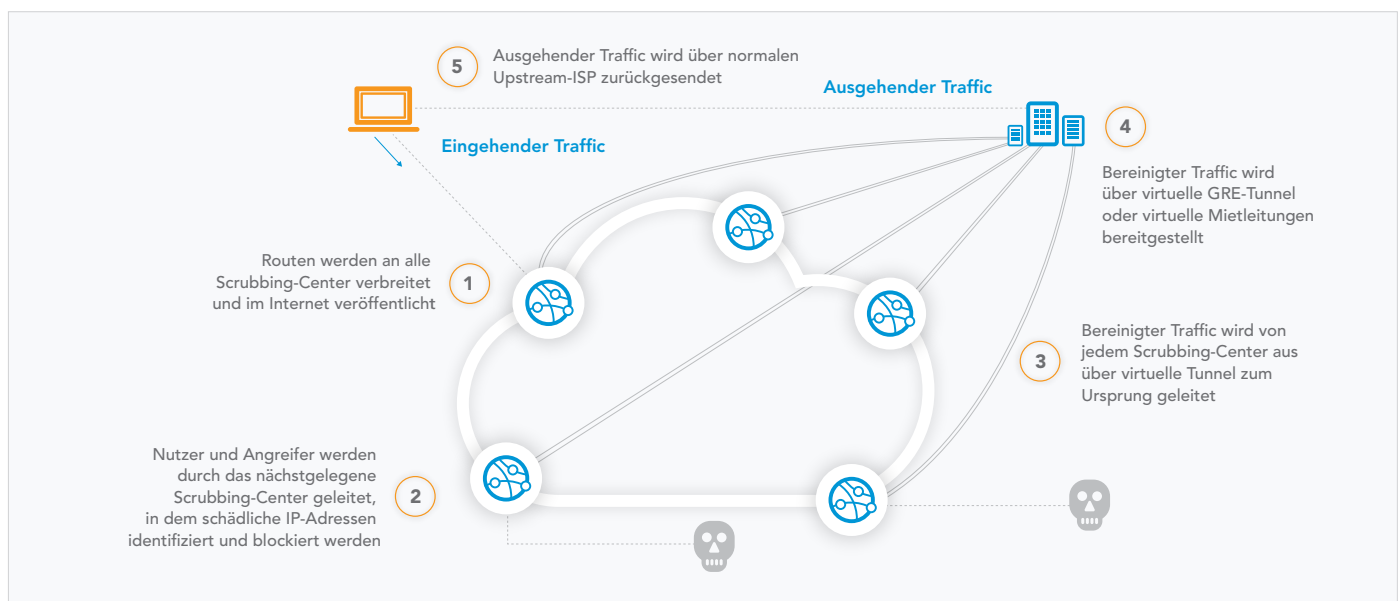 5
Ausgehender Traffic wird über normalen
Upstream-ISP zurückgesendet
Ausgehender Traffic
Eingehender Traffic
4
Bereinigter Traffic wird
über virtuelle GRE-Tunnel
oder virtuelle Mietleitungen
bereitgestellt
Routen werden an alle
Scrubbing-Center verbreitet
und im Internet veröffentlicht
1
3
Bereinigter Traffic wird von
jedem Scrubbing-Center aus
über virtuelle Tunnel zum
Ursprung geleitet
Nutzer und Angreifer werden
durch das nächstgelegene
Scrubbing-Center geleitet,
in dem schädliche IP-Adressen
identifiziert und blockiert werden
2